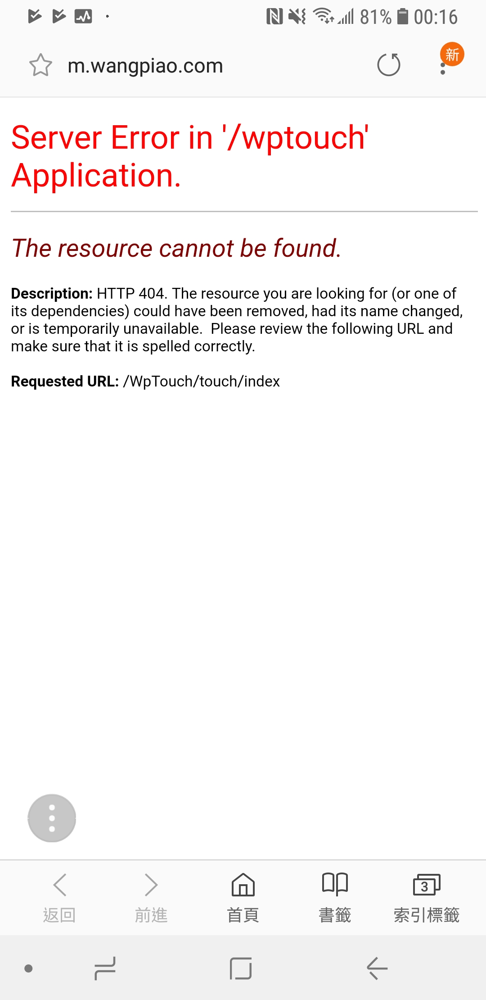 81% 00:16
m.wangpiao.com
新
Server Error in '/wptouch'
Application.
The resource cannot be found.
Description: HTTP 404. The resource you are looking for (or one of
its dependencies) could have been removed, had its name changed,
or is temporarily unavailable.  Please review the following URL and
make sure that it is spelled correctly.
Requested URL: /WpTouch/touch/index
3
返回 前進 首頁 書籤 索引標籤